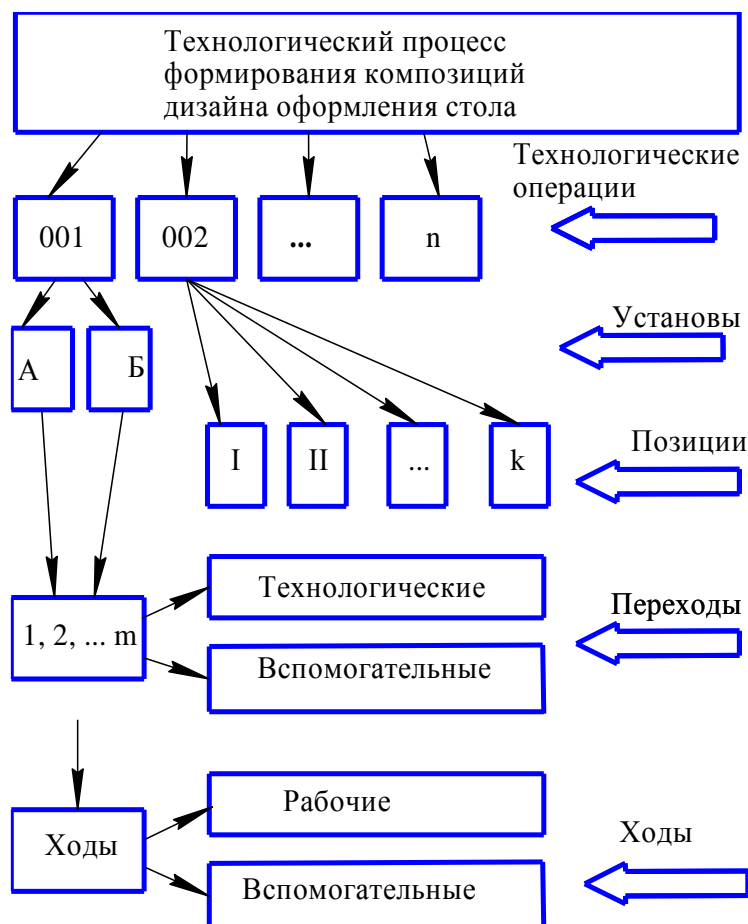 Технологический процесс
формирования композиций
дизайна оформления стола
Технологические
операции
001
002
...
n
Установы
А
Б
Позиции
I
II
...
k
Технологические
Переходы
1, 2, ... m
Вспомогательные
Рабочие
Ходы
Ходы
Вспомогательные